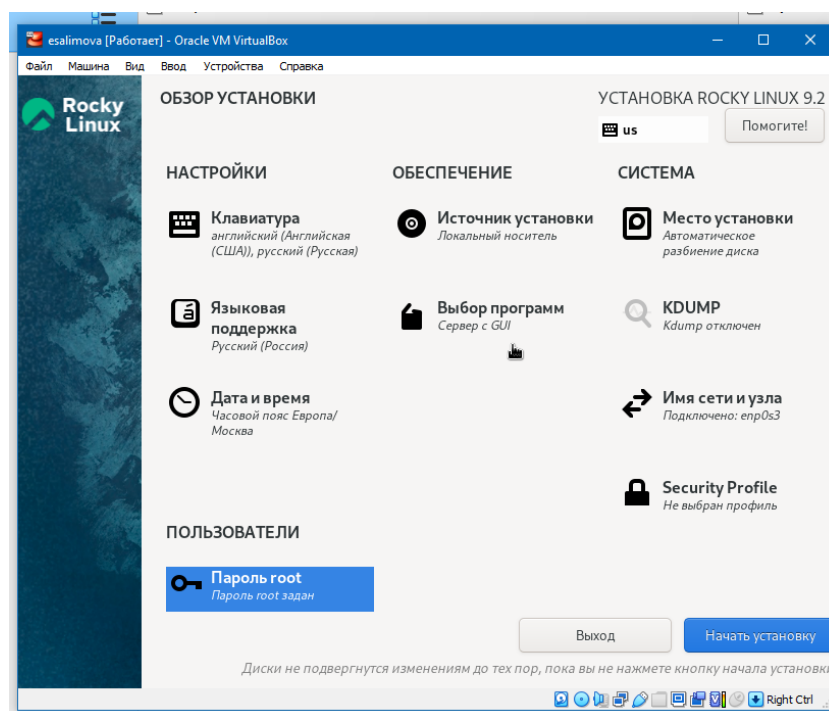 esalimova [Работает] - Oracle VM VirtualBox
Файл Машина Вид Ввод Устройства Справка
Rocky
Linux
ОБЗОР УСТАНОВКИ
УСТАНОВКА ROCKY LINUX 9.2
us
Помогите!
НАСТРОЙКИ
Клавиатура
английский (Английская
(США)), русский (Русская)
Языковая
поддержка
Русский (Россия)
Дата и время
Часовой пояс Европа/
Москва
ОБЕСПЕЧЕНИЕ
Источник установки
Локальный носитель
Выбор программ
Сервер с GUI
СИСТЕМА
Место установки
Автоматическое
разбиение диска
KDUMP
Kdump отключен
Имя сети и узла
Подключено: enp0s3
Security Profile
Не выбран профиль
ПОЛЬЗОВАТЕЛИ
Пароль root
Пароль root задан
Выход
Начать установку
Диски не подвергнутся изменениям до тех пор, пока вы не нажмете кнопку начала установки
Right Ctrl